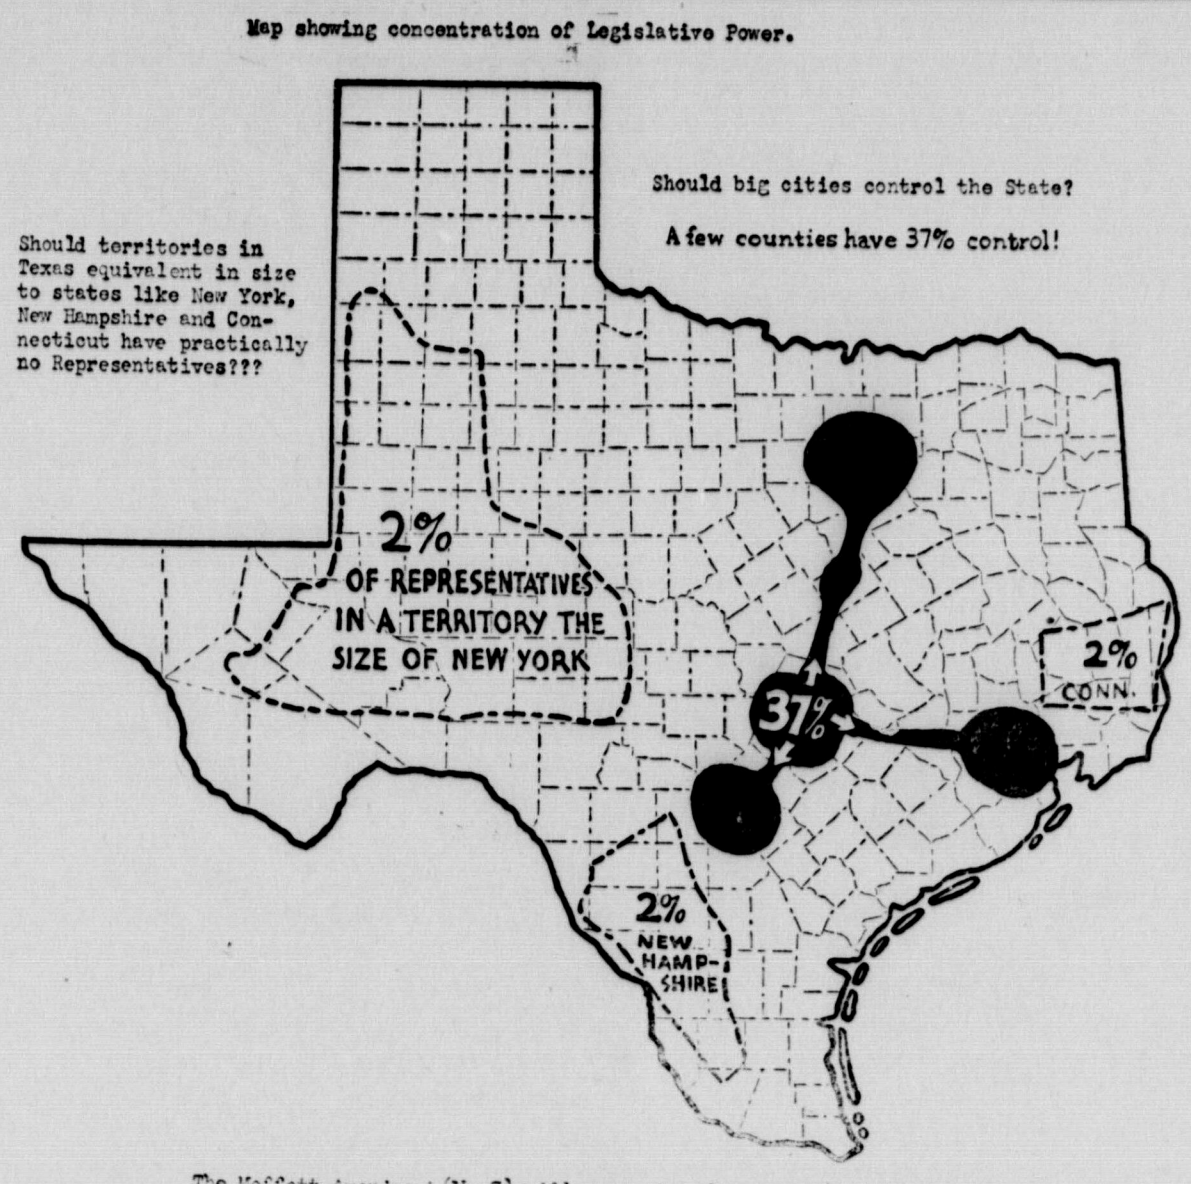 Map showing concentration of Legislative Power.
Should big cities control the State?
A few counties have 37% control!
Should territories in
Texas equivalent in size
to states like New York,
New Hampshire and Con-
necticut have practically
no Representatives???
2%
OF REPRESENTATIVES
IN A TERRITORY THE
SIZE OF NEW YORK
2%
CONN.
37%
2%
NEW
HAMP-
SHIRE
The Moffett